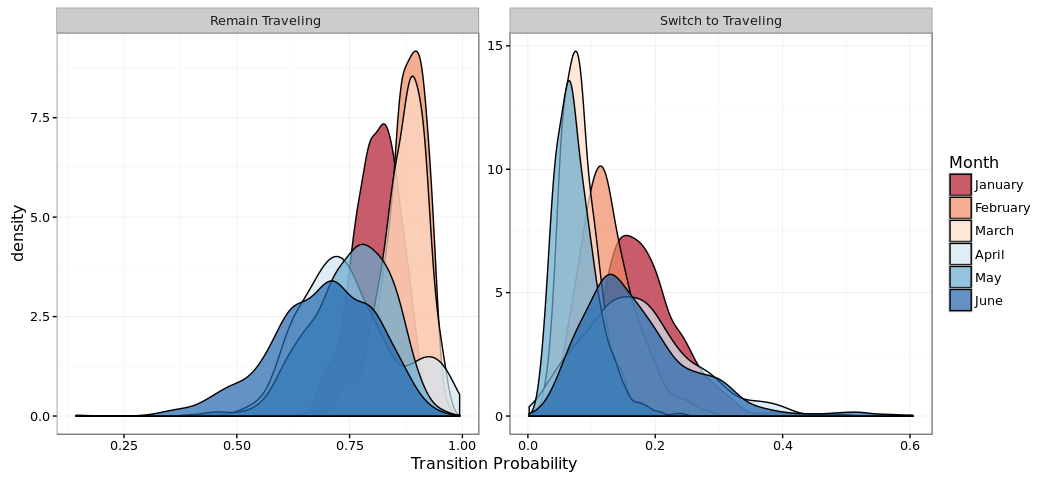 Remain Traveling
Switch to Traveling
density
0.0
2.5
5.0
7.5
0.25
0.50
0.75
1.00
0
5
10
15
0.0
0.2
0.4
0.6
Transition Probability
Month
January
February
March
April
May
June